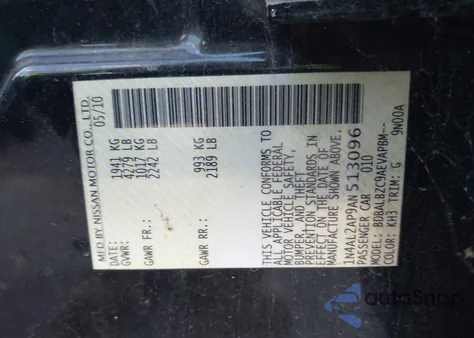 MFD BY NISSAN MOTOR CO., LTD.
DATE: 05/10
GVWR: 1941 KG
4279 LB
GAWR FR.: 1017 KG
2242 LB
GAWR RR.: 993 KG
2189 LB
THIS VEHICLE CONFORMS TO
ALL APPLICABLE FEDERAL
MOTOR VEHICLE SAFETY,
BUMPER, AND THEFT
PREVENTION STANDARDS IN
EFFECT ON THE DATE OF
MANUFACTURE SHOWN ABOVE.
1N4AL2AP9AN513096
PASSENGER CAR 010
MODEL: BDBAL
COLOR: KH3 TRIM: G 9N00A
autoSnap